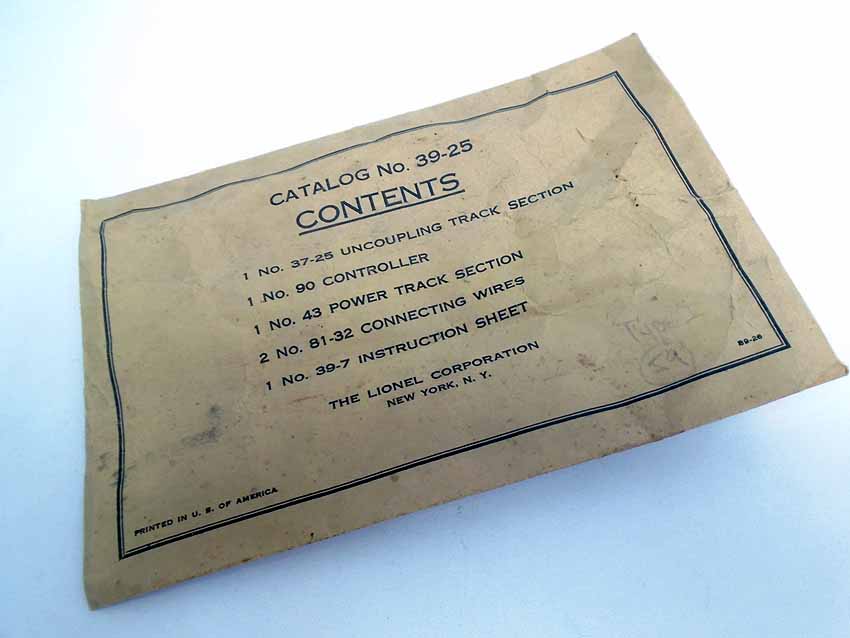 CATALOG No. 39-25
CONTENTS
1 No. 37-25 UNCOUPLING TRACK SECTION
1 No. 90 CONTROLLER
1 No. 43 POWER TRACK SECTION
2 No. 81-32 CONNECTING WIRES
1 No. 39-7 INSTRUCTION SHEET
THE LIONEL CORPORATION
NEW YORK, N. Y.
Type
B9-26
PRINTED IN U. S. OF AMERICA